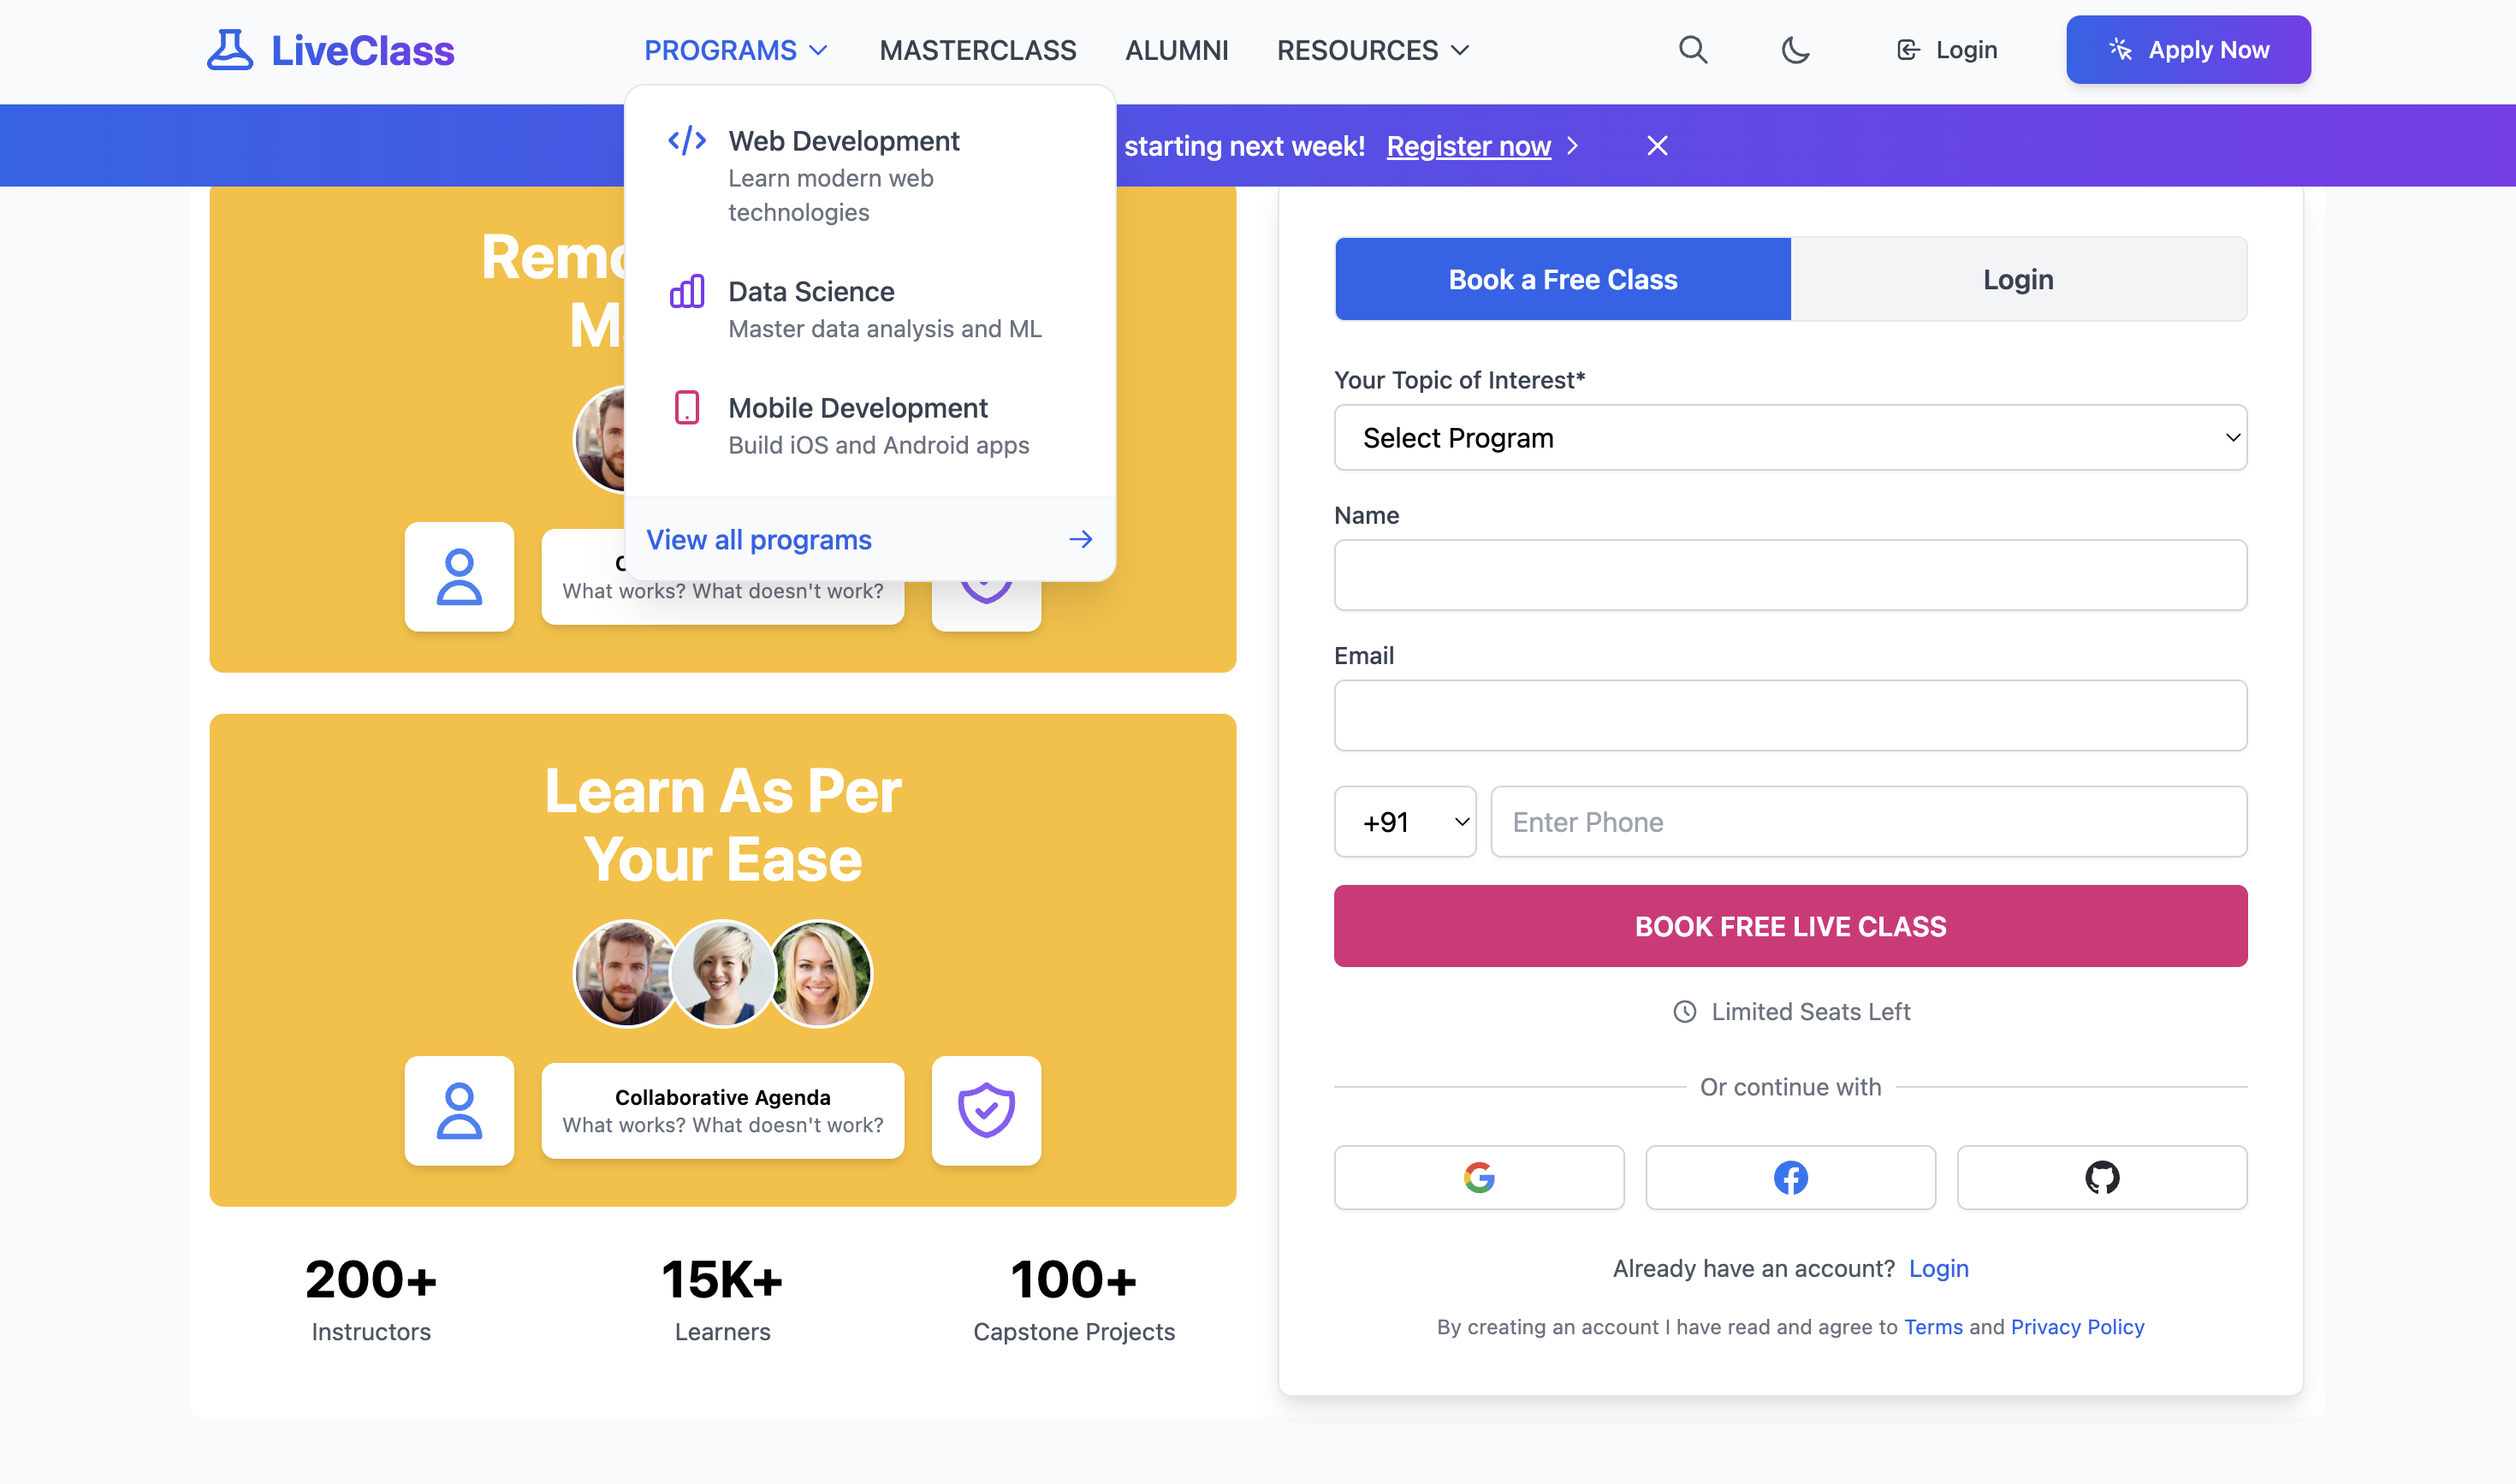 LiveClass
PROGRAMS
MASTERCLASS
ALUMNI
RESOURCES
Login
Apply Now
starting next week! Register now
Web Development
Learn modern web
technologies
Data Science
Master data analysis and ML
Mobile Development
Build iOS and Android apps
View all programs
What works? What doesn't work?
Learn As Per
Your Ease
Collaborative Agenda
What works? What doesn't work?
200+
Instructors
15K+
Learners
100+
Capstone Projects
Book a Free Class
Login
Your Topic of Interest*
Select Program
Name
Email
+91
Enter Phone
BOOK FREE LIVE CLASS
Limited Seats Left
Or continue with
Already have an account? Login
By creating an account I have read and agree to Terms and Privacy Policy